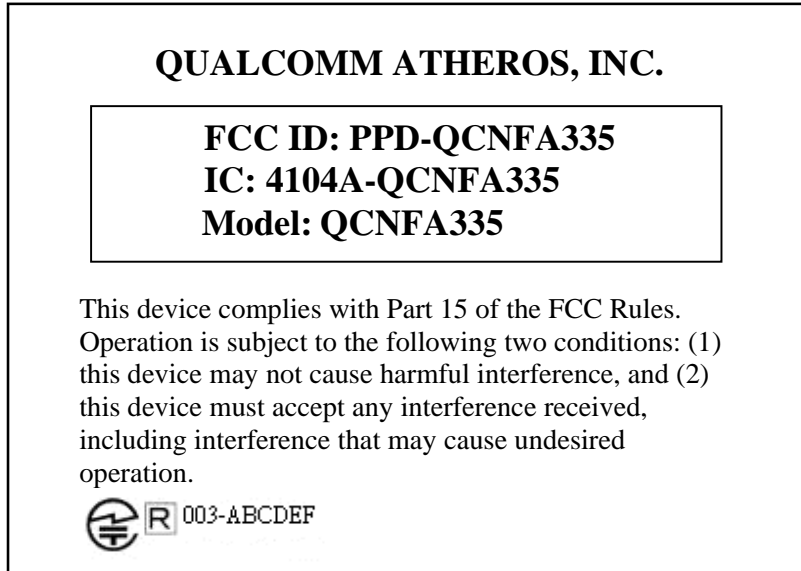 QUALCOMM ATHEROS, INC.
FCC ID: PPD-QCNFA335
IC: 4104A-QCNFA335
Model: QCNFA335
This device complies with Part 15 of the FCC Rules.
Operation is subject to the following two conditions: (1)
this device may not cause harmful interference, and (2)
this device must accept any interference received,
including interference that may cause undesired
operation.
R 003-ABCDEF